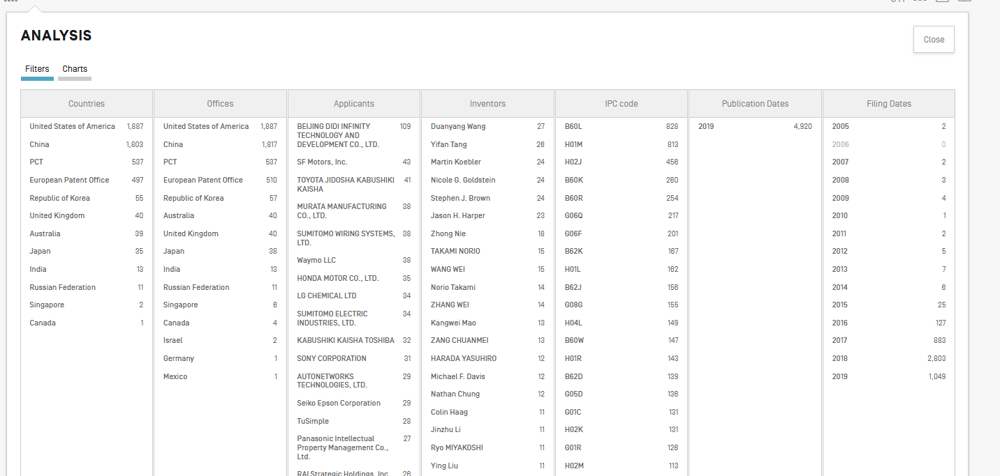 ANALYSIS
Close
Filters Charts
Countries
United States of America 1,887
China 1,803
PCT 537
European Patent Office 497
Republic of Korea 55
United Kingdom 40
Australia 39
Japan 35
India 13
Russian Federation 11
Singapore 2
Canada 1
Offices
United States of America 1,887
China 1,817
PCT 537
European Patent Office 510
Republic of Korea 57
Australia 40
United Kingdom 40
Japan 38
India 13
Russian Federation 11
Singapore 6
Canada 4
Israel 2
Germany 1
Mexico 1
Applicants
BEIJING DIDI INFINITY 109
TECHNOLOGY AND
DEVELOPMENT CO., LTD.
SF Motors, Inc. 43
TOYOTA JIDOSHA KABUSHIKI 41
KAISHA
MURATA MANUFACTURING 38
CO., LTD.
SUMITOMO WIRING SYSTEMS, 38
LTD.
Waymo LLC 38
HONDA MOTOR CO., LTD. 35
LG CHEMICAL LTD 34
SUMITOMO ELECTRIC 34
INDUSTRIES, LTD.
KABUSHIKI KAISHA TOSHIBA 32
SONY CORPORATION 31
AUTONETWORKS 29
TECHNOLOGIES, LTD.
Seiko Epson Corporation 29
TuSimple 28
Panasonic Intellectual 27
Property Management Co.,
Ltd.
RAI Strategic Holdings, Inc. 26
Inventors
Duanyang Wang 27
Yifan Tang 26
Martin Koebler 24
Nicole G. Goldstein 24
Stephen J. Brown 24
Jason H. Harper 23
Zhong Nie 18
TAKAMI NORIO 15
WANG WEI 15
Norio Takami 14
ZHANG WEI 14
Kangwei Mao 13
ZANG CHUANMEI 13
HARADA YASUHIRO 12
Michael F. Davis 12
Nathan Chung 12
Colin Haag 11
Jinzhu Li 11
Ryo MIYAKOSHI 11
Ying Liu 11
IPC code
B60L 828
H01M 813
H02J 456
B60K 260
B60R 254
G06Q 217
G06F 201
B62K 167
H01L 162
B62J 156
G08G 155
H04L 149
B60W 147
H01R 143
B62D 139
G05D 136
G01C 131
H02K 131
G01R 126
H02M 113
Publication Dates
2019 4,920
Filing Dates
2005 2
2006 0
2007 2
2008 3
2009 4
2010 1
2011 2
2012 5
2013 7
2014 6
2015 25
2016 127
2017 883
2018 2,803
2019 1,049